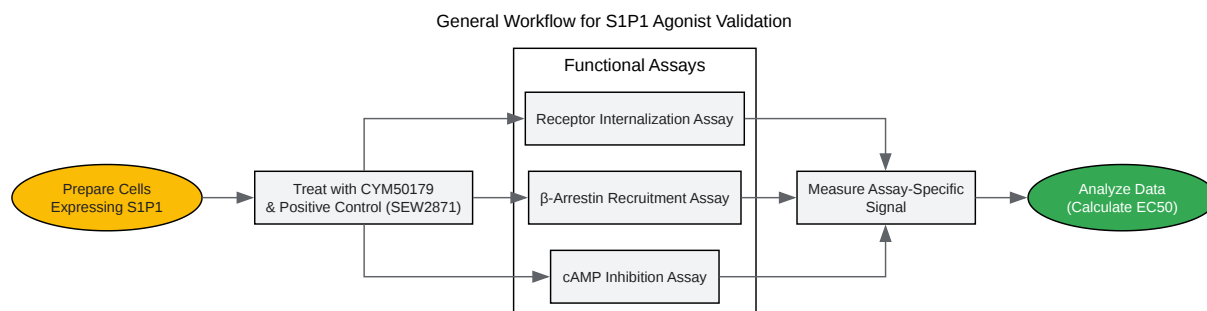 General Workflow for S1P1 Agonist Validation
Functional Assays
Prepare Cells
Expressing S1P1
Treat with CYM50179
& Positive Control (SEW2871)
Receptor Internalization Assay
β-Arrestin Recruitment Assay
cAMP Inhibition Assay
Measure Assay-Specific
Signal
Analyze Data
(Calculate EC50)